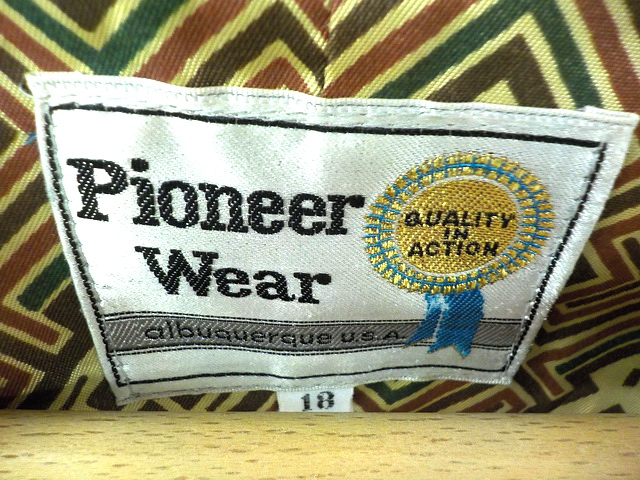 Pioneer
Wear
QUALITY
IN
ACTION
albuquerque U.S.A.
18